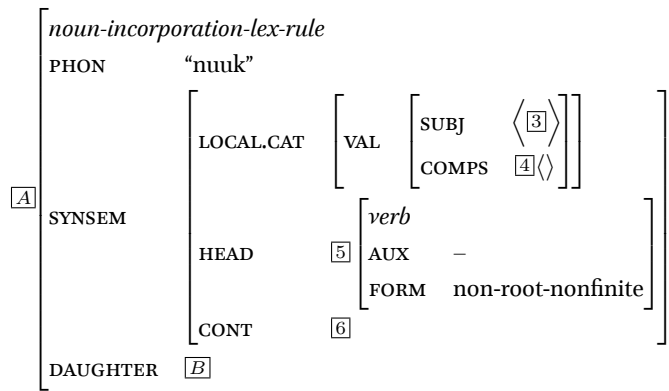 noun-incorporation-lex-rule
PHON “nuuk”
SUBJ ⟨ 3 ⟩
LOCAL.CAT VAL
COMPS 4 ⟨⟩
A
SYNSEM
verb
HEAD 5 AUX –
FORM non-root-nonfinite
CONT 6
DAUGHTER B